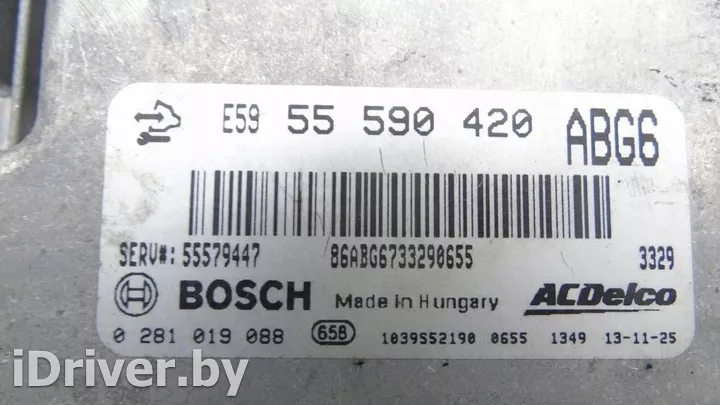 E59 55 590 420 ABG6
SERV#: 55579447 86ABG6733290655 3329
BOSCH Made in Hungary ACDelco
0 281 019 088 658 1039S52190 0655 1349 13-11-25
iDriver.by